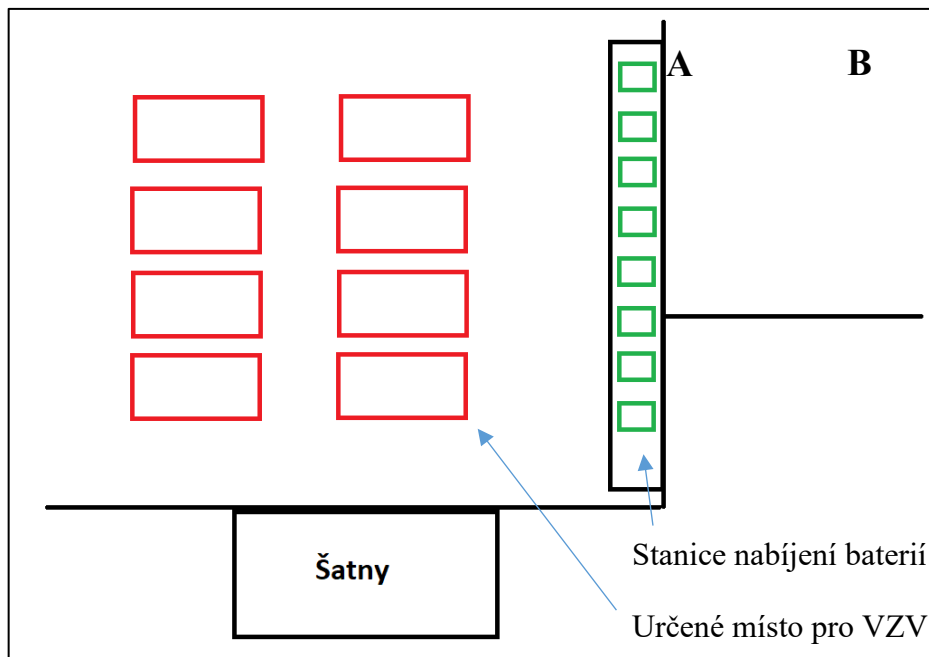 A
B
Šatny
Stanice nabíjení baterií
Určené místo pro VZV